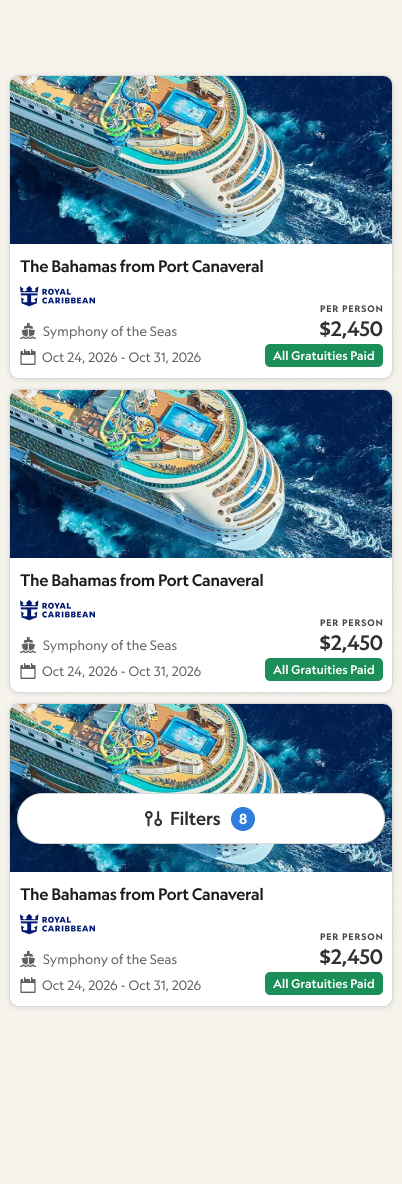 The Bahamas from Port Canaveral
ROYAL
CARIBBEAN
PER PERSON
Symphony of the Seas
$2,450
Oct 24, 2026 - Oct 31, 2026
All Gratuities Paid
The Bahamas from Port Canaveral
ROYAL
CARIBBEAN
PER PERSON
Symphony of the Seas
$2,450
Oct 24, 2026 - Oct 31, 2026
All Gratuities Paid
Filters 8
The Bahamas from Port Canaveral
ROYAL
CARIBBEAN
PER PERSON
Symphony of the Seas
$2,450
Oct 24, 2026 - Oct 31, 2026
All Gratuities Paid